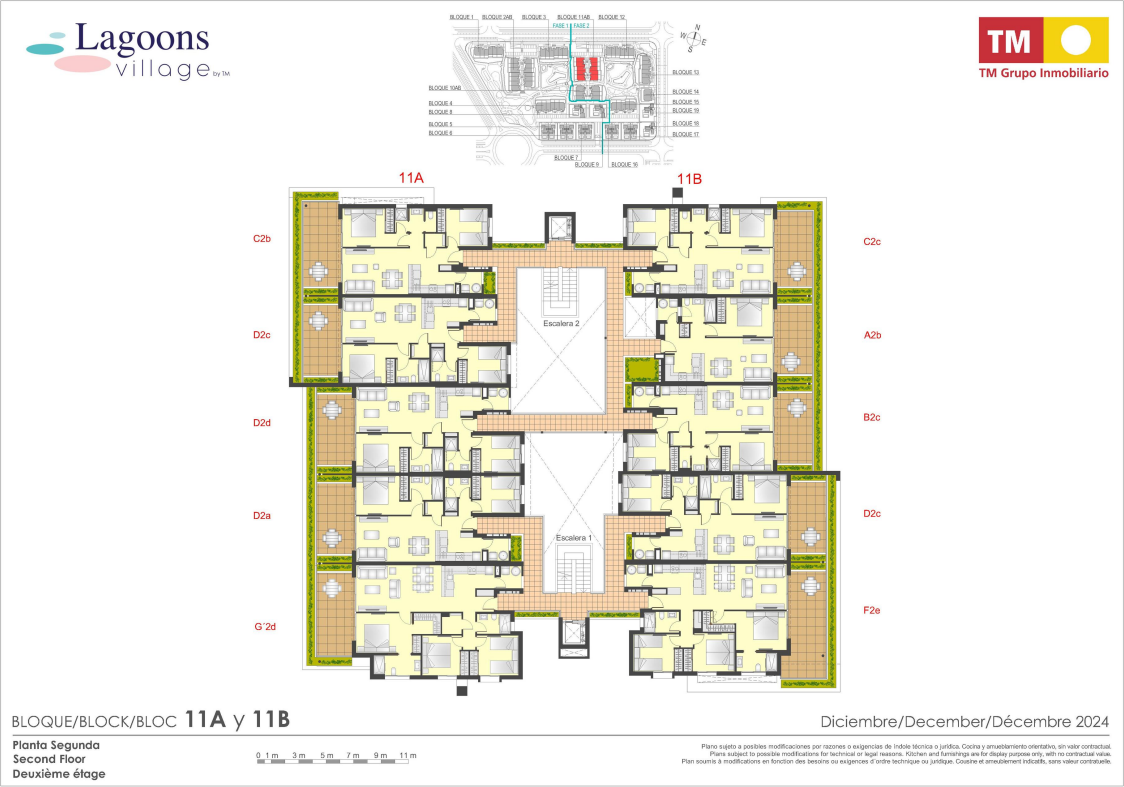 Lagoons
village by TM
BLOQUE 1
BLOQUE 2AB
BLOQUE 3
BLOQUE 11AB
BLOQUE 12
FASE 1
FASE 2
N
W
E
S
BLOQUE 10AB
BLOQUE 4
BLOQUE 8
BLOQUE 5
BLOQUE 6
BLOQUE 13
BLOQUE 14
BLOQUE 15
BLOQUE 19
BLOQUE 18
BLOQUE 17
BLOQUE 7
BLOQUE 9
BLOQUE 16
TM
TM Grupo Inmobiliario
11A
11B
C2b
C2c
D2c
Escalera 2
A2b
D2d
B2c
D2a
D2c
Escalera 1
G´2d
F2e
BLOQUE/BLOCK/BLOC 11A y 11B
Diciembre/December/Décembre 2024
Planta Segunda
Second Floor
Deuxième étage
0 1 m 3 m 5 m 7 m 9 m 11 m
Plano sujeto a posibles modificaciones por razones o exigencias de índole técnica o jurídica. Cocina y amueblamiento orientativo, sin valor contractual.
Plans subject to possible modifications for technical or legal reasons. Kitchen and furnishings are for display purpose only, with no contractual value.
Plan soumis à modifications en fonction des besoins ou exigences d'ordre technique ou juridique. Cousine et ameublement indicatifs, sans valeur contratuelle.